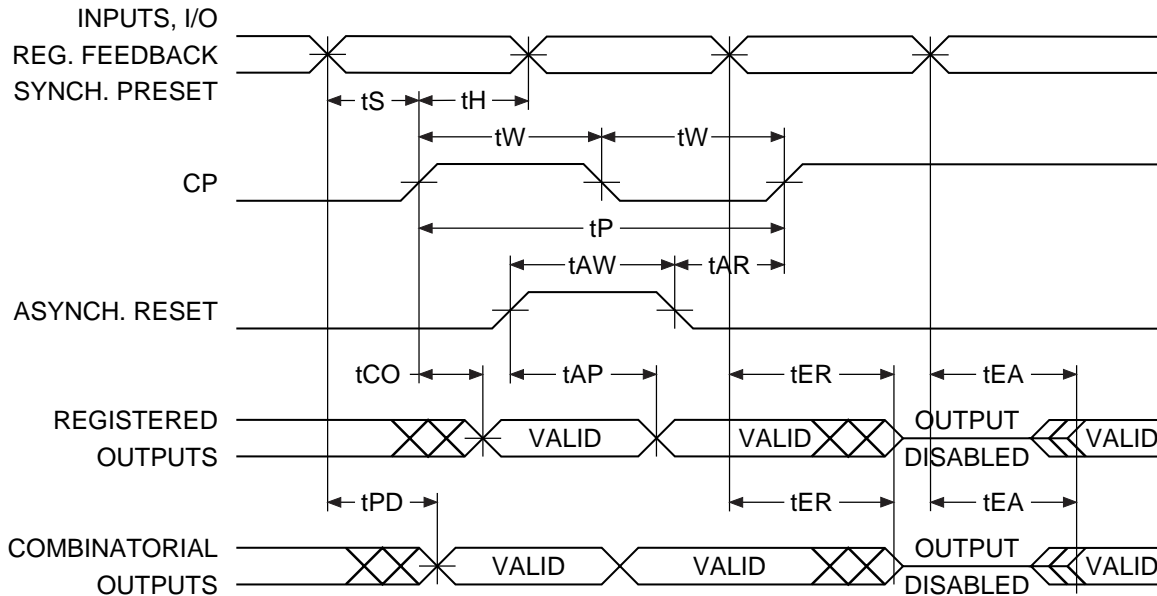 INPUTS, I/O
REG. FEEDBACK
SYNCH. PRESET
tS tH
tW tW
CP
tP
tAW tAR
ASYNCH. RESET
tCO tAP tER tEA
REGISTERED OUTPUT
VALID VALID VALID
OUTPUTS DISABLED
tPD tER tEA
COMBINATORIAL OUTPUT
VALID VALID VALID
OUTPUTS DISABLED